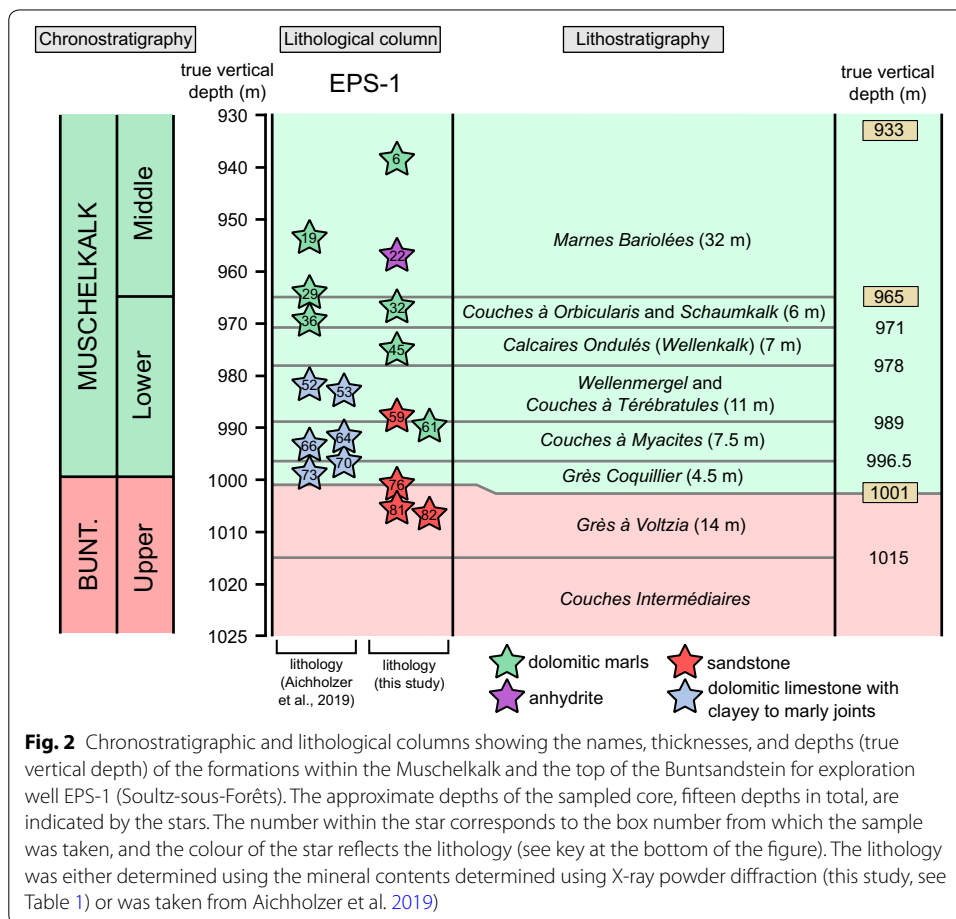 Chronostratigraphy
Lithological column
Lithostratigraphy
true vertical
depth (m)
EPS-1
true vertical
depth (m)
930
940
950
960
970
980
990
1000
1010
1020
1025
MUSCHELKALK
Middle
Lower
BUNT.
Upper
6
19
22
29
32
36
45
52
53
59
61
64
66
70
73
76
81
82
Marnes Bariolées (32 m)
Couches à Orbicularis and Schaumkalk (6 m)
Calcaires Ondulés (Wellenkalk) (7 m)
Wellenmergel and
Couches à Térébratules (11 m)
Couches à Myacites (7.5 m)
Grès Coquillier (4.5 m)
Grès à Voltzia (14 m)
Couches Intermédiaires
933
965
971
978
989
996.5
1001
1015
lithology
(Aichholzer
et al., 2019)
lithology
(this study)
dolomitic marls
anhydrite
sandstone
dolomitic limestone with
clayey to marly joints
Fig. 2 Chronostratigraphic and lithological columns showing the names, thicknesses, and depths (true
vertical depth) of the formations within the Muschelkalk and the top of the Buntsandstein for exploration
well EPS-1 (Soultz-sous-Forêts). The approximate depths of the sampled core, fifteen depths in total, are
indicated by the stars. The number within the star corresponds to the box number from which the sample
was taken, and the colour of the star reflects the lithology (see key at the bottom of the figure). The lithology
was either determined using the mineral contents determined using X-ray powder diffraction (this study, see
Table 1) or was taken from Aichholzer et al. 2019)